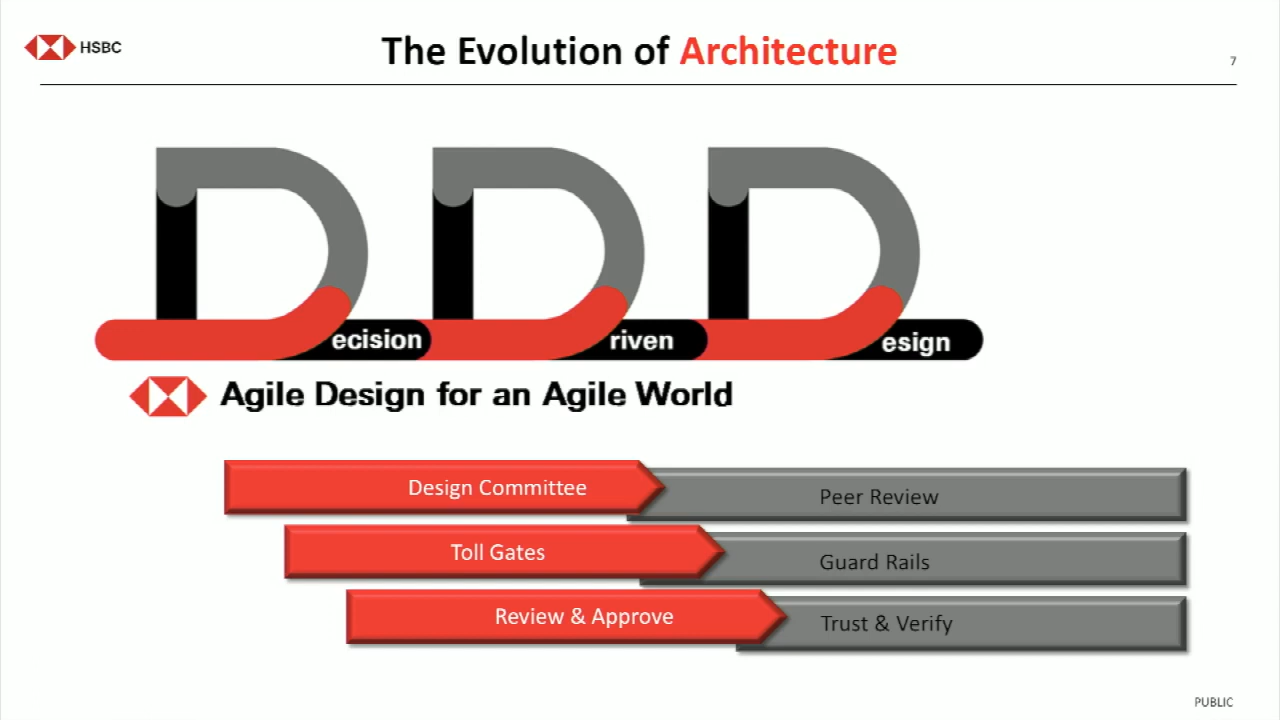 HSBC
The Evolution of Architecture
7
DDD
ecision riven esign
Agile Design for an Agile World
Design Committee Peer Review
Toll Gates Guard Rails
Review & Approve Trust & Verify
PUBLIC